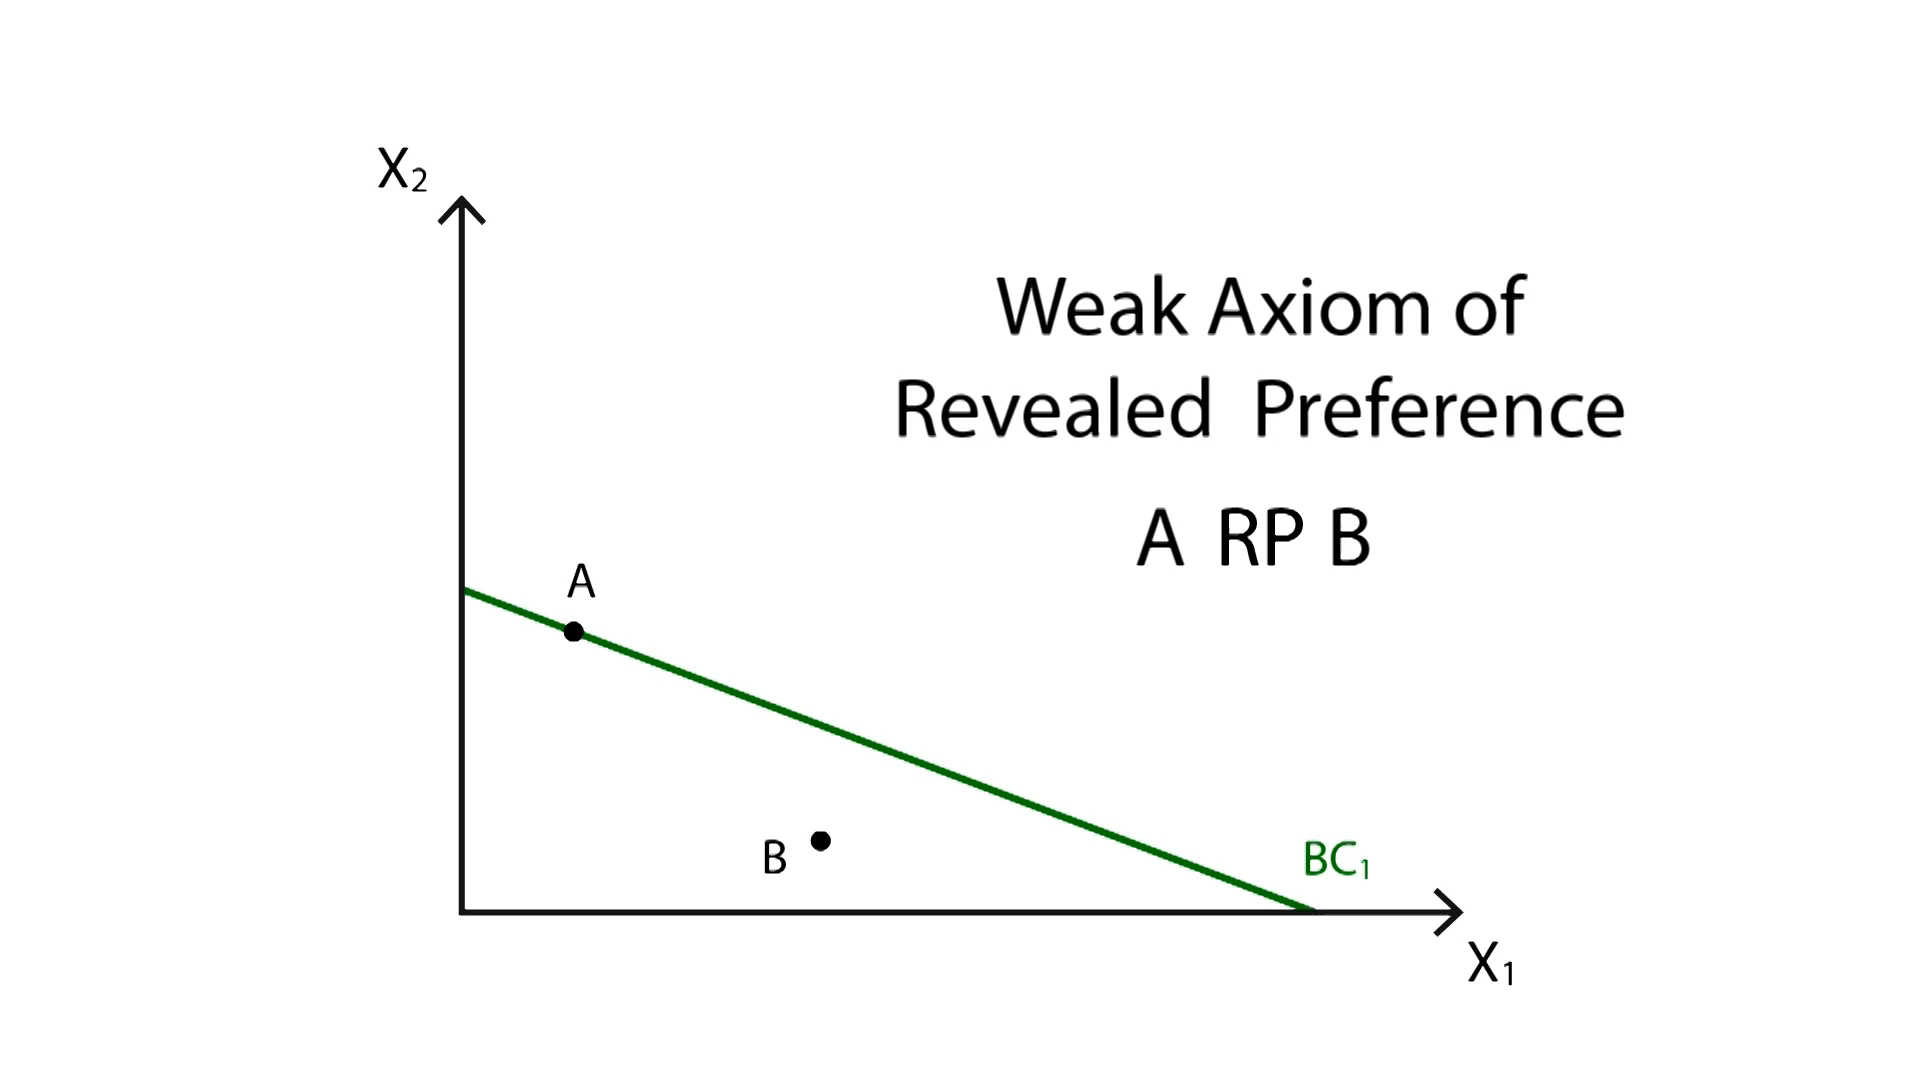 X₂
Weak Axiom of
Revealed Preference
A RP B
A
B
BC₁
X₁